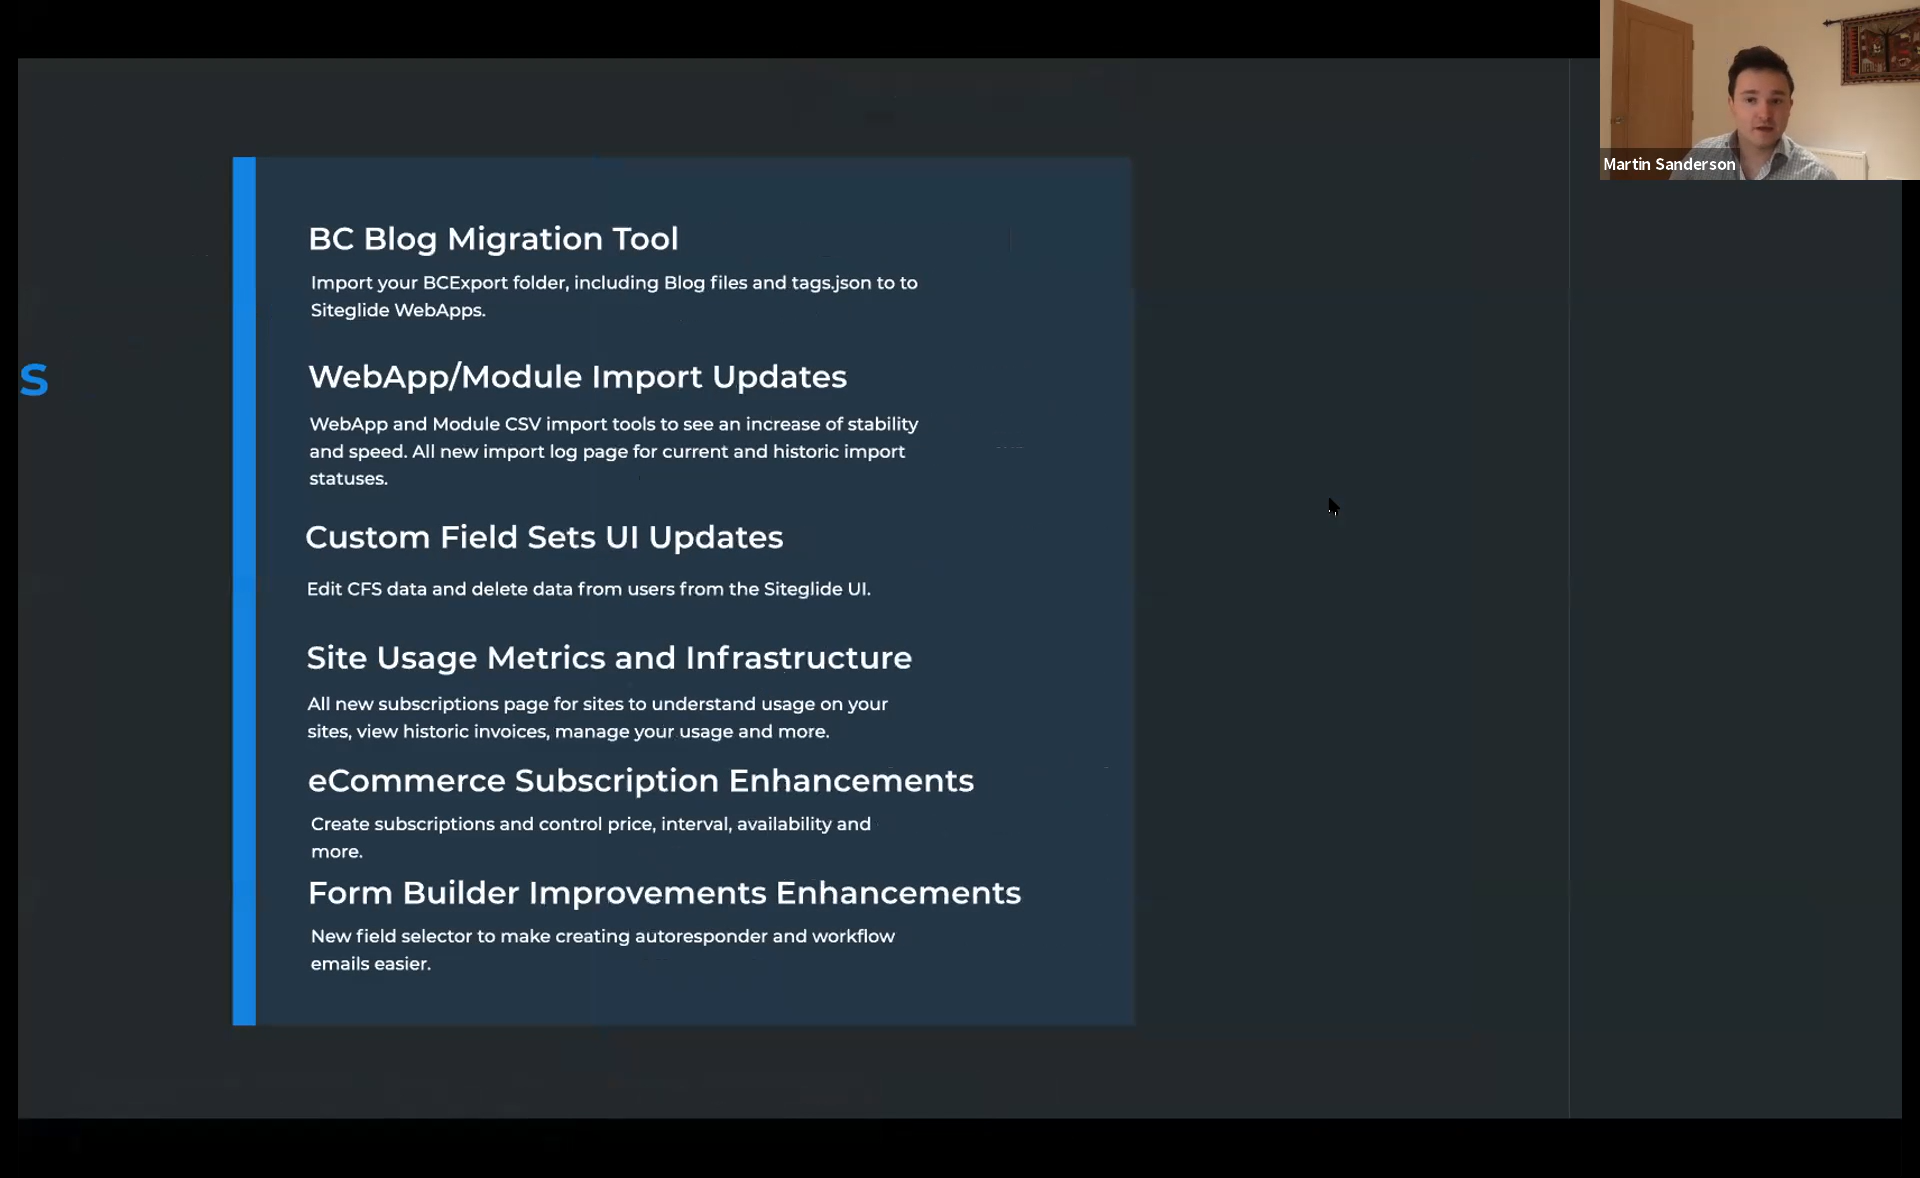 Martin Sanderson
s
BC Blog Migration Tool
Import your BCExport folder, including Blog files and tags.json to to
Siteglide WebApps.
WebApp/Module Import Updates
WebApp and Module CSV import tools to see an increase of stability
and speed. All new import log page for current and historic import
statuses.
Custom Field Sets UI Updates
Edit CFS data and delete data from users from the Siteglide UI.
Site Usage Metrics and Infrastructure
All new subscriptions page for sites to understand usage on your
sites, view historic invoices, manage your usage and more.
eCommerce Subscription Enhancements
Create subscriptions and control price, interval, availability and
more.
Form Builder Improvements Enhancements
New field selector to make creating autoresponder and workflow
emails easier.